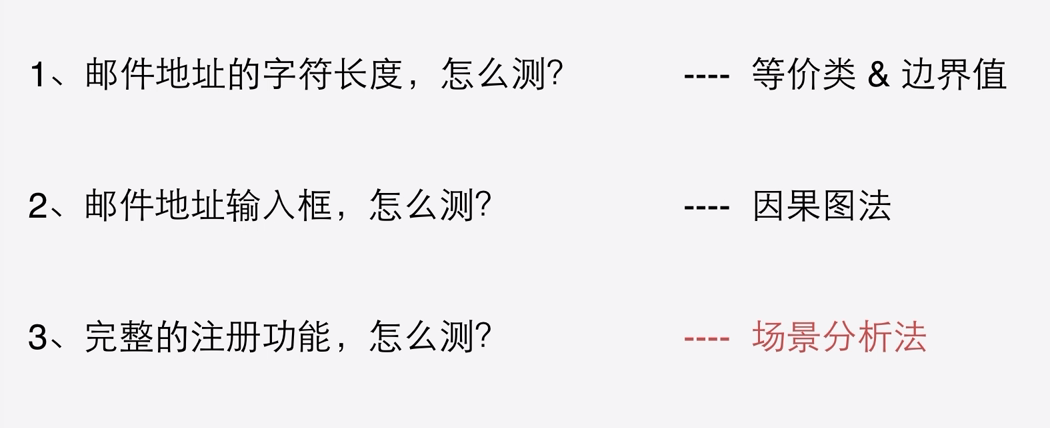 1、邮件地址的字符长度，怎么测？ ---- 等价类 & 边界值
2、邮件地址输入框，怎么测？ ---- 因果图法
3、完整的注册功能，怎么测？ ---- 场景分析法